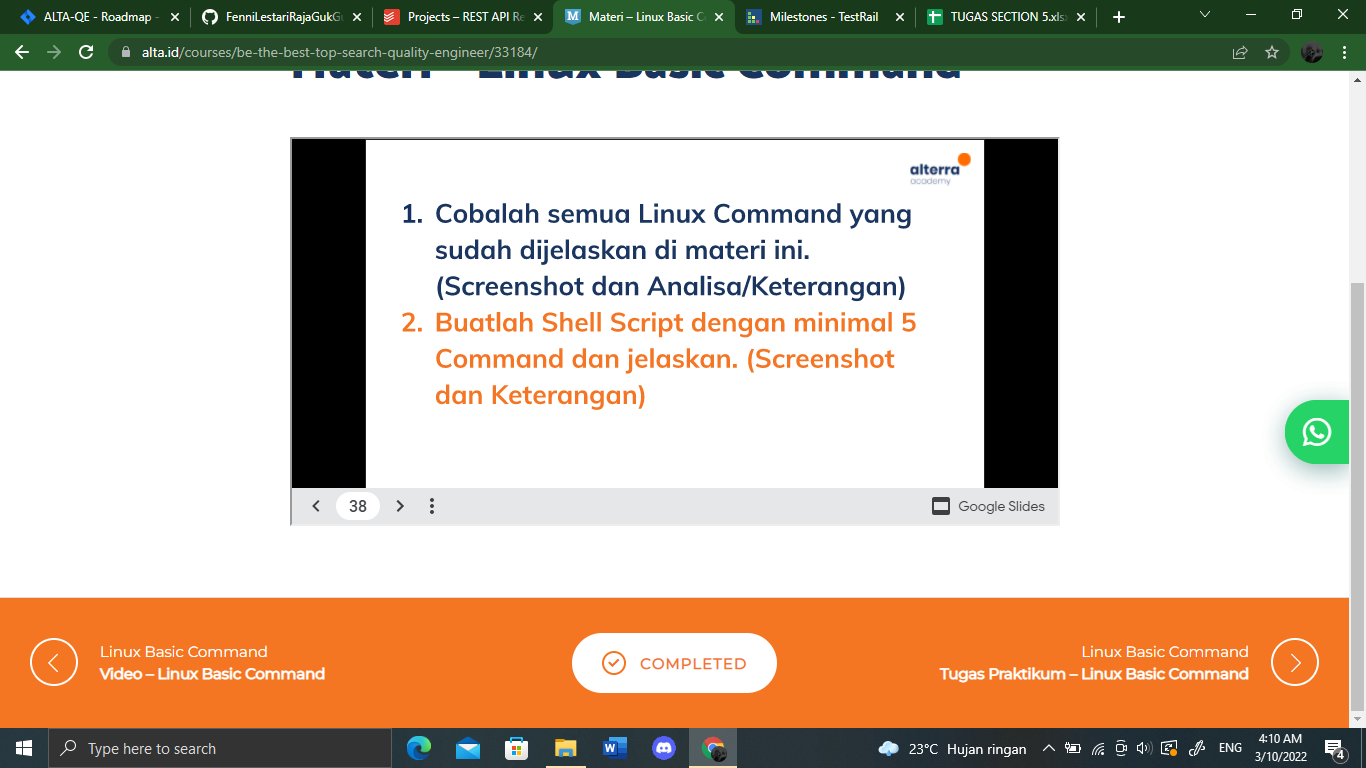 ALTA-QE - Roadmap -
FenniLestariRajaGukGu
Projects – REST API Re
Materi – Linux Basic C
Milestones - TestRail
TUGAS SECTION 5.xlsx
alta.id/courses/be-the-best-top-search-quality-engineer/33184/
Materi – Linux Basic Command
alterra
academy
1. Cobalah semua Linux Command yang
sudah dijelaskan di materi ini.
(Screenshot dan Analisa/Keterangan)
2. Buatlah Shell Script dengan minimal 5
Command dan jelaskan. (Screenshot
dan Keterangan)
38
Google Slides
Linux Basic Command
Video – Linux Basic Command
COMPLETED
Linux Basic Command
Tugas Praktikum – Linux Basic Command
Type here to search
23°C Hujan ringan
ENG
4:10 AM
3/10/2022
4